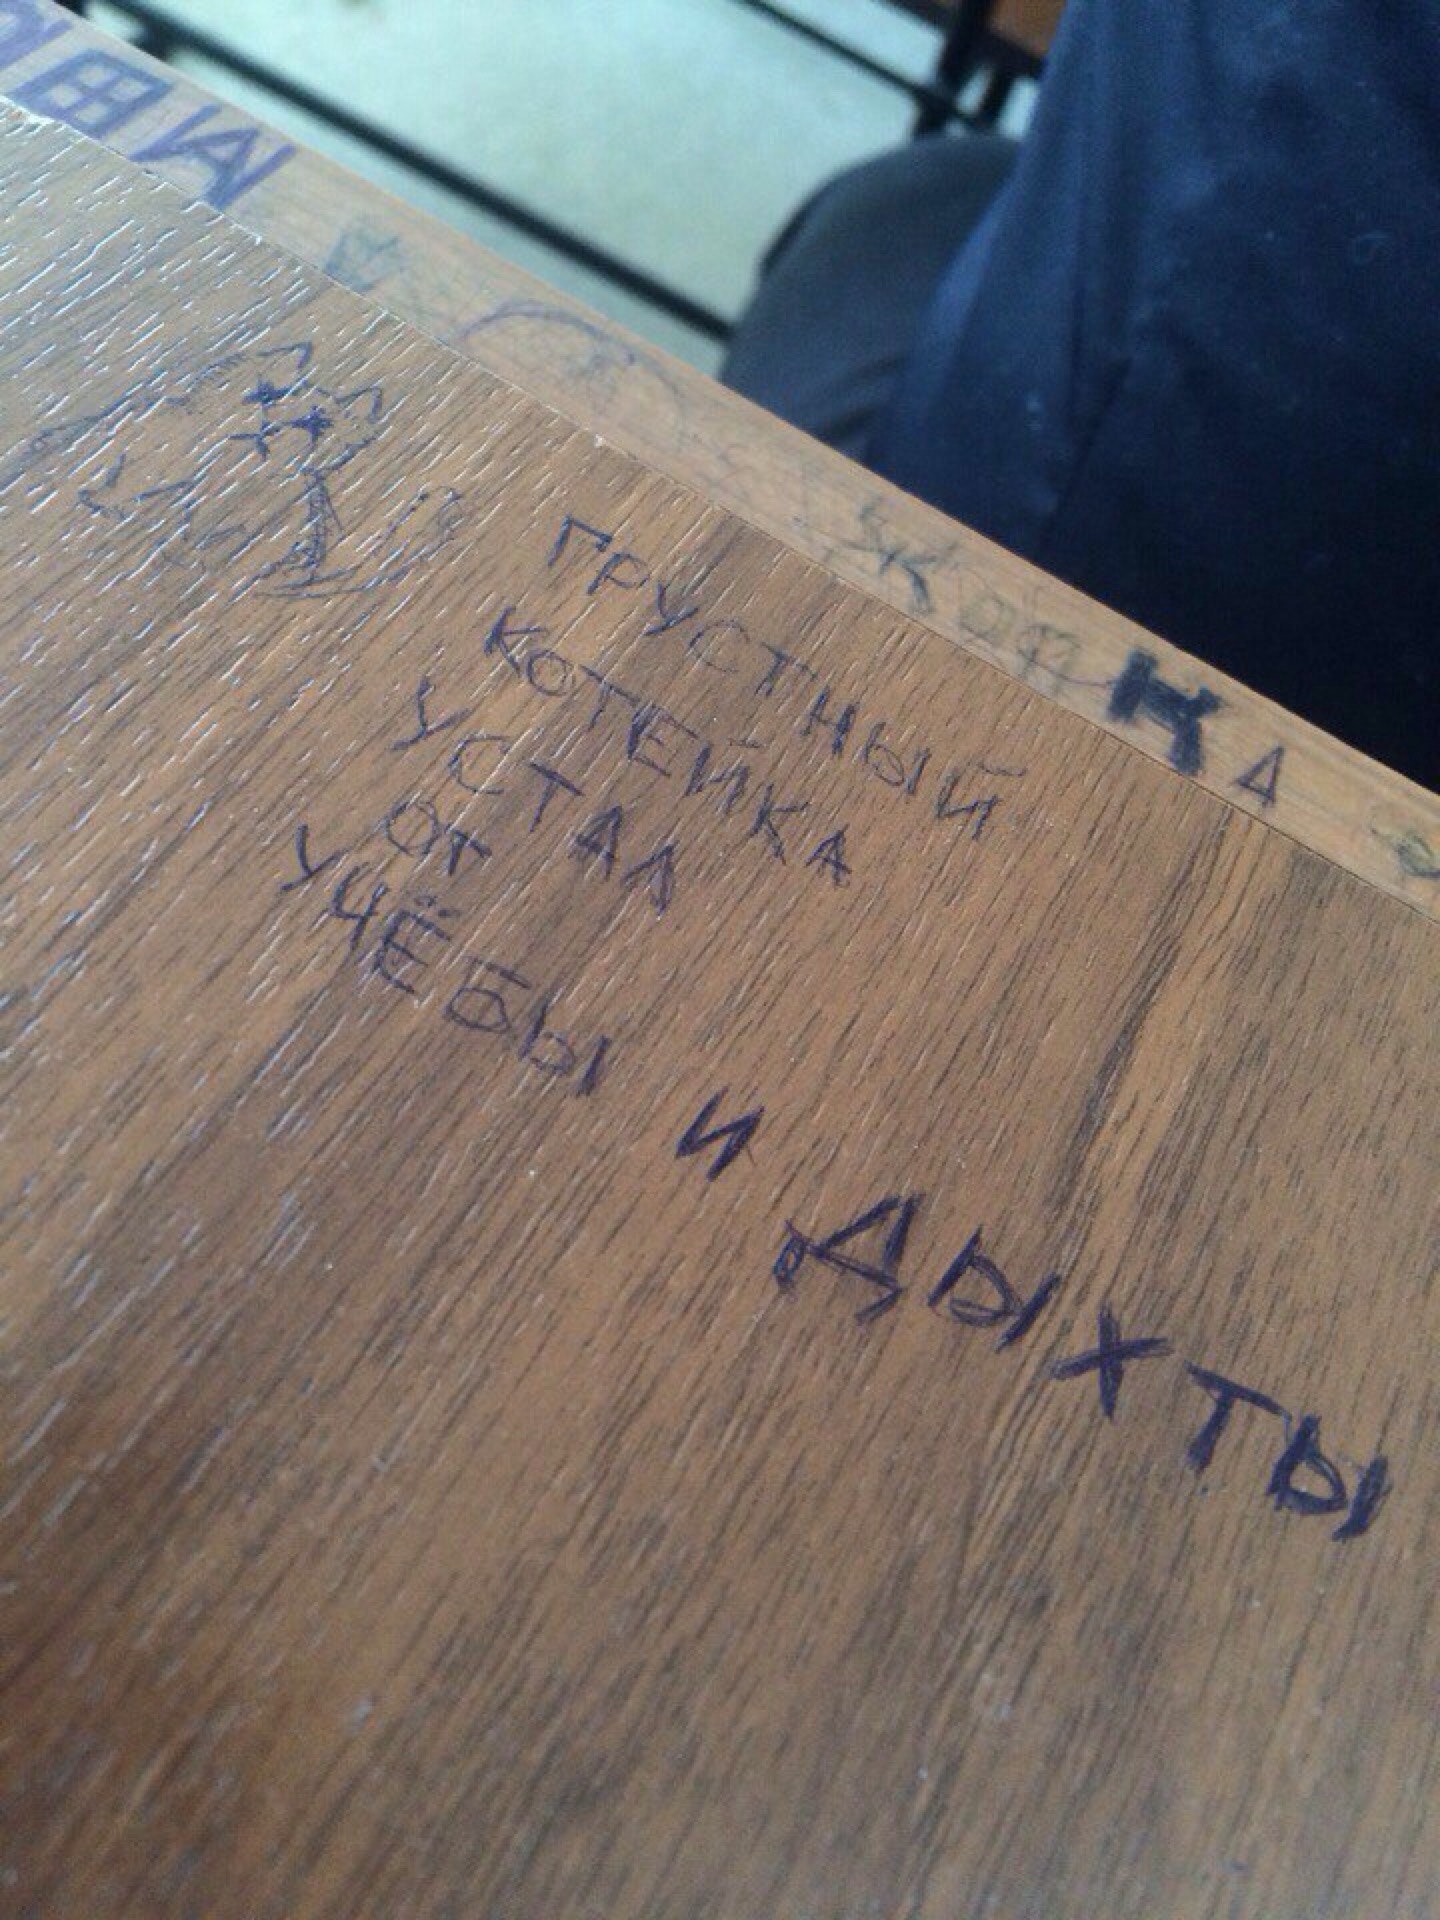 ГРУСТНЫЙ
КОТЕЙКА
УСТАЛ
ОТ
УЧЁБЫ И ДЫХТЫ